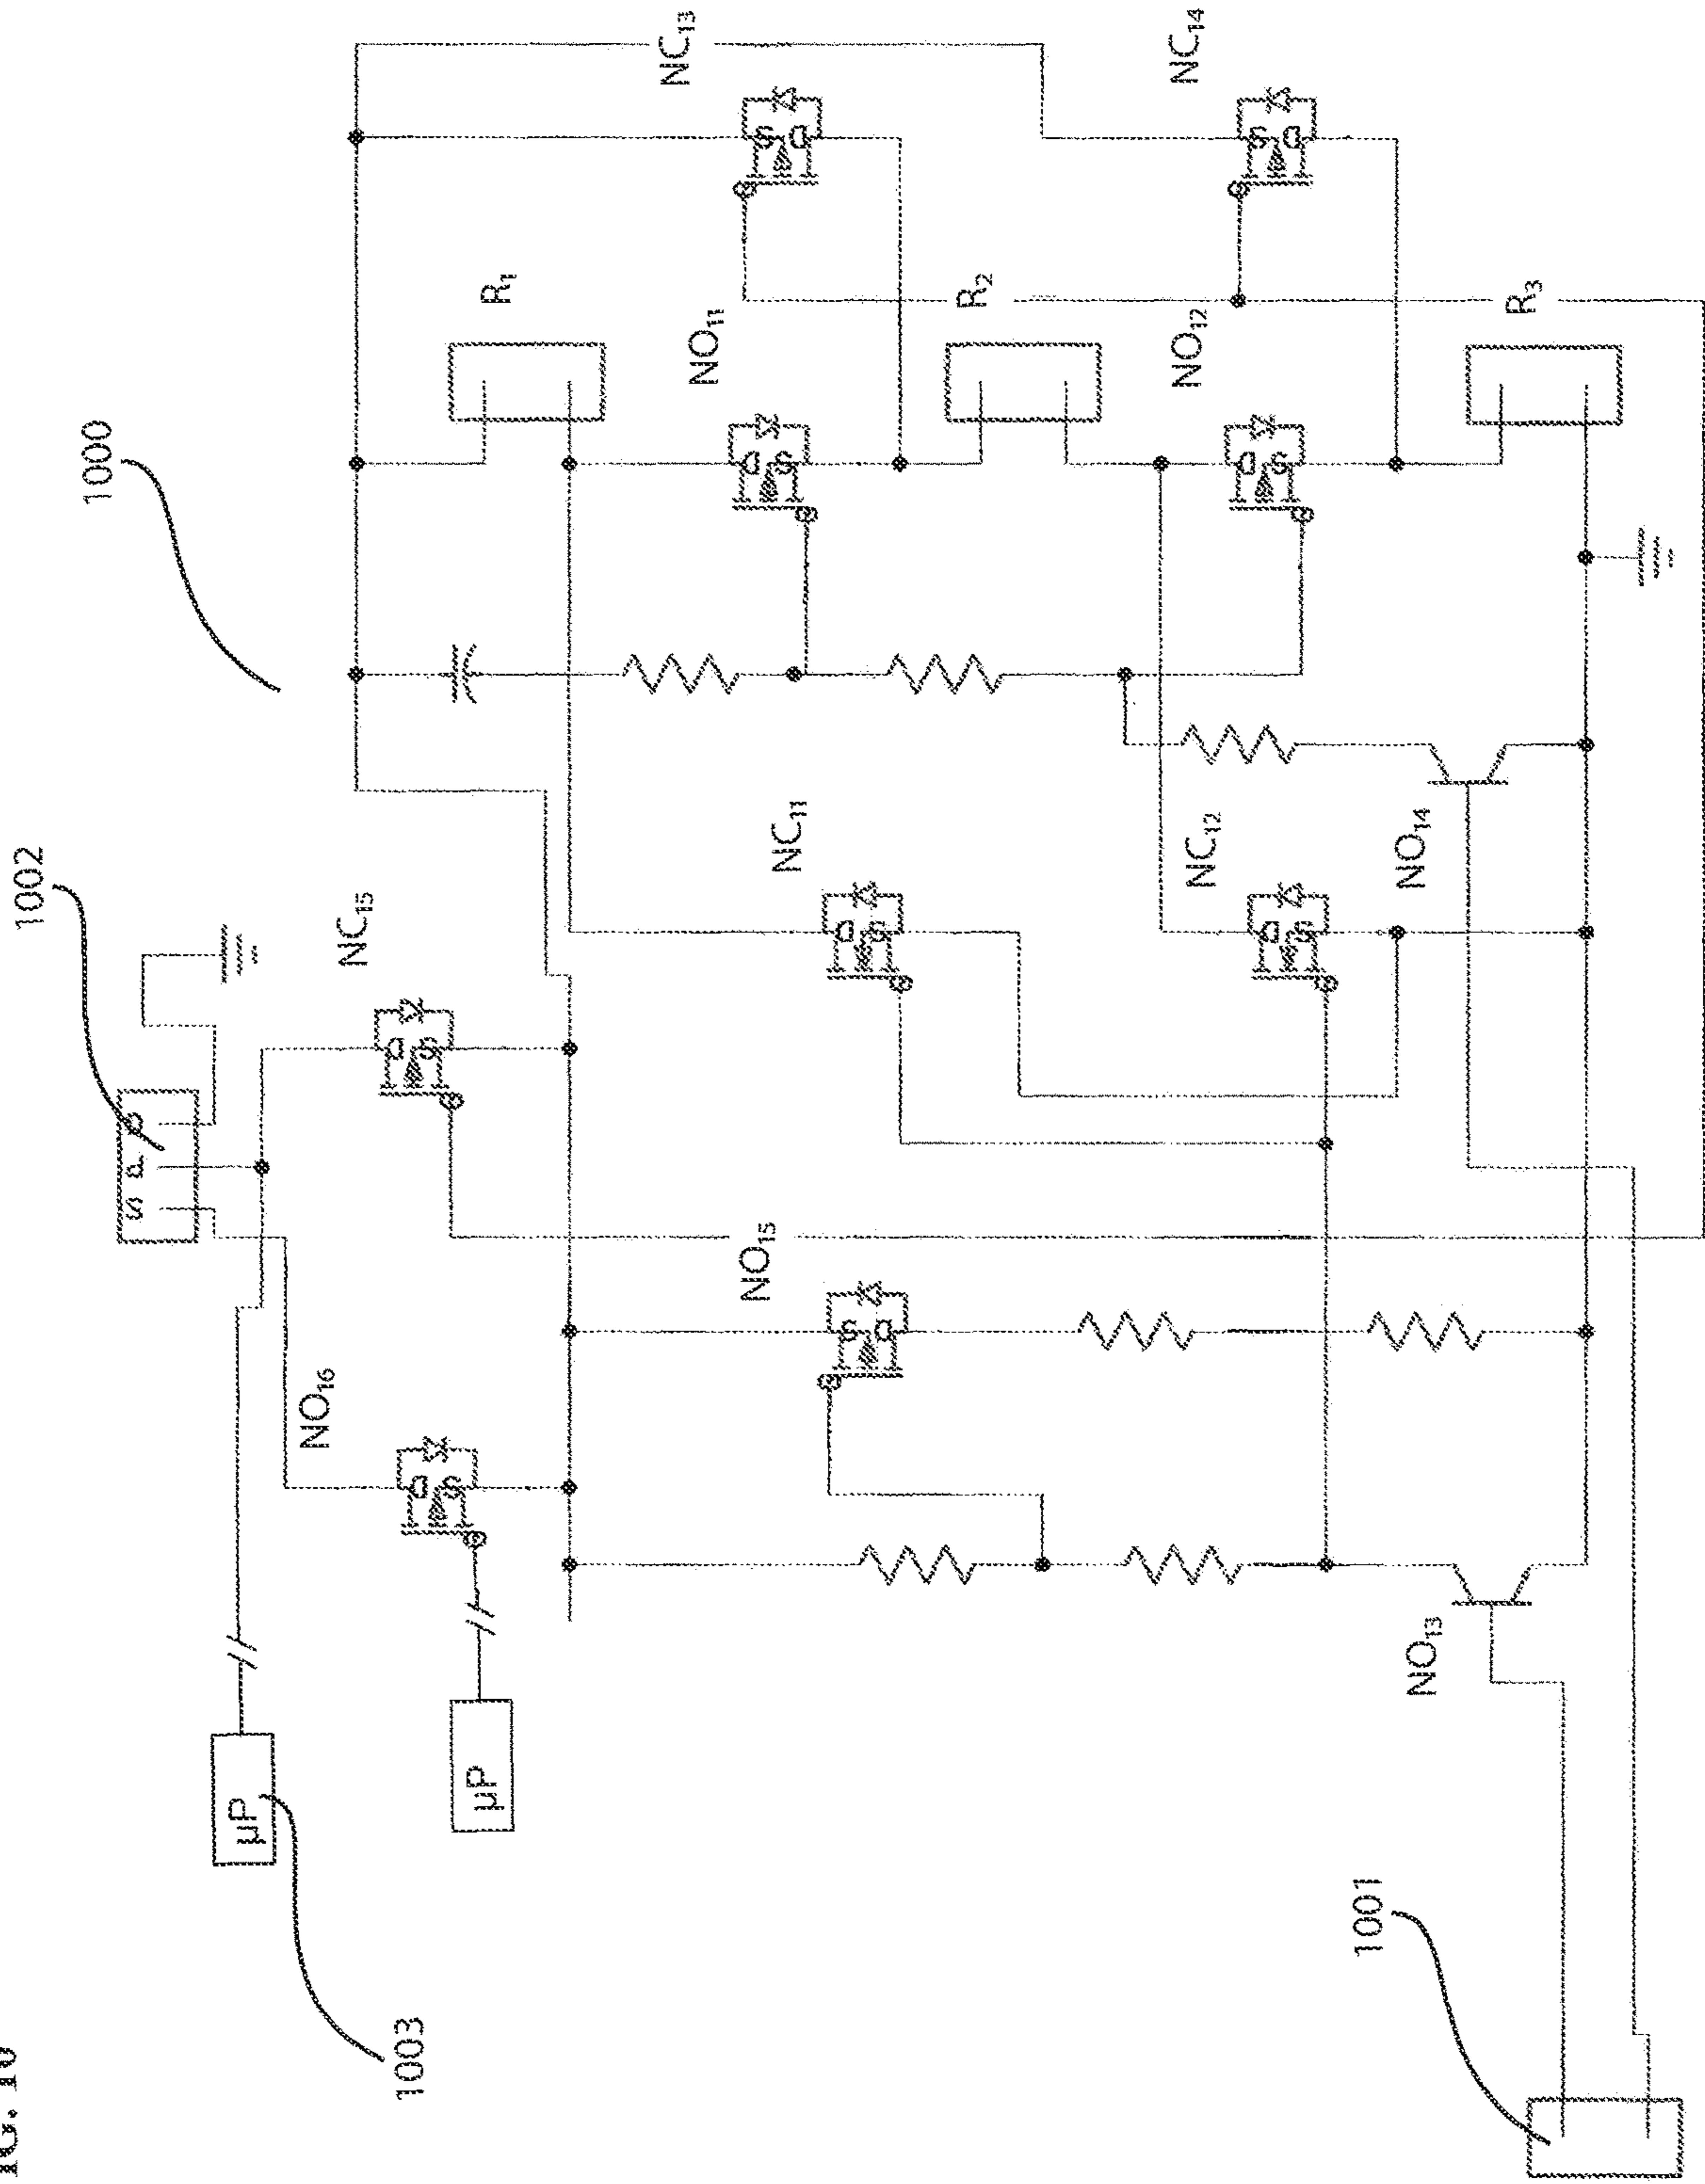 FIG. 10
1000
1002
1003
1001
µP
µP
S
P
NO₁₆
NC₁₅
NO₁₅
NO₁₃
NC₁₁
NC₁₂
NO₁₄
NO₁₁
NO₁₂
NC₁₃
NC₁₄
R₁
R₂
R₃
D
S
G
D
S
G
S
D
G
D
S
G
D
S
G
D
S
G
D
S
G
S
D
G
S
D
G